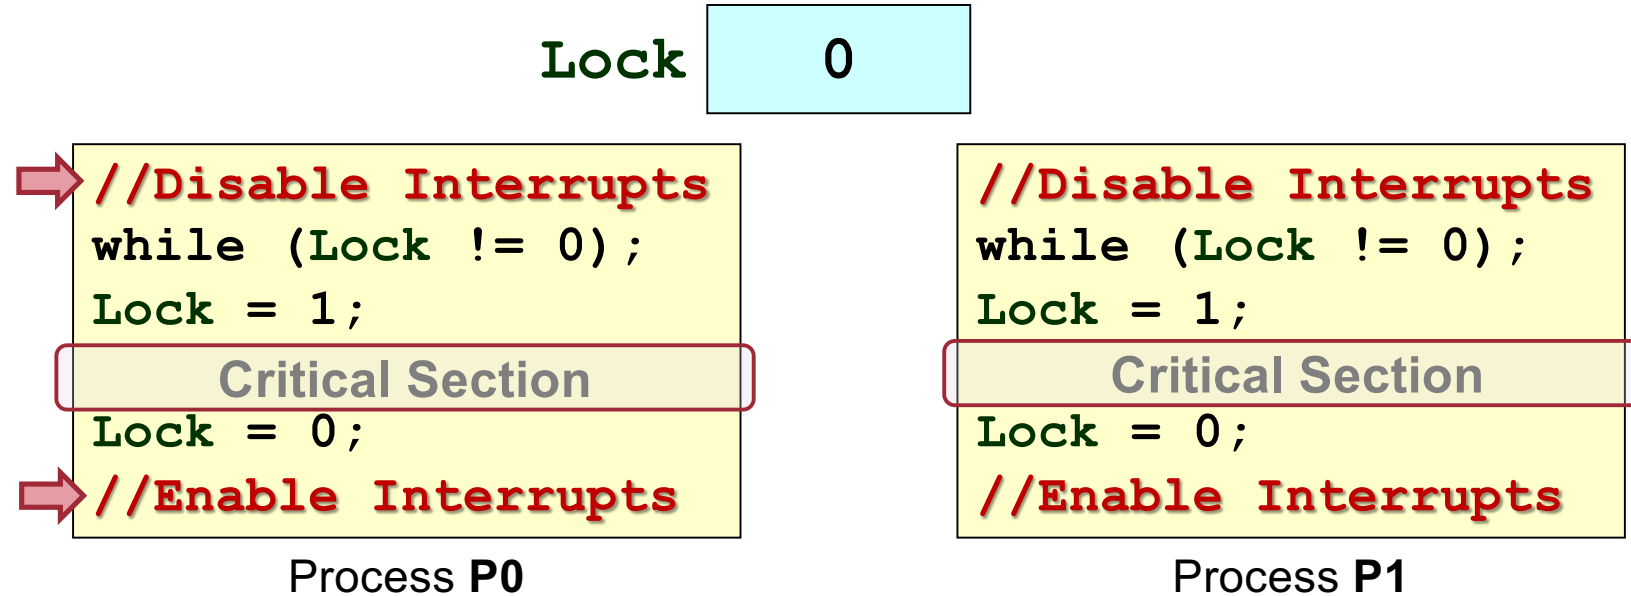 Lock 0
//Disable Interrupts
while (Lock != 0);
Lock = 1;
Critical Section
Lock = 0;
//Enable Interrupts
Process P0
//Disable Interrupts
while (Lock != 0);
Lock = 1;
Critical Section
Lock = 0;
//Enable Interrupts
Process P1